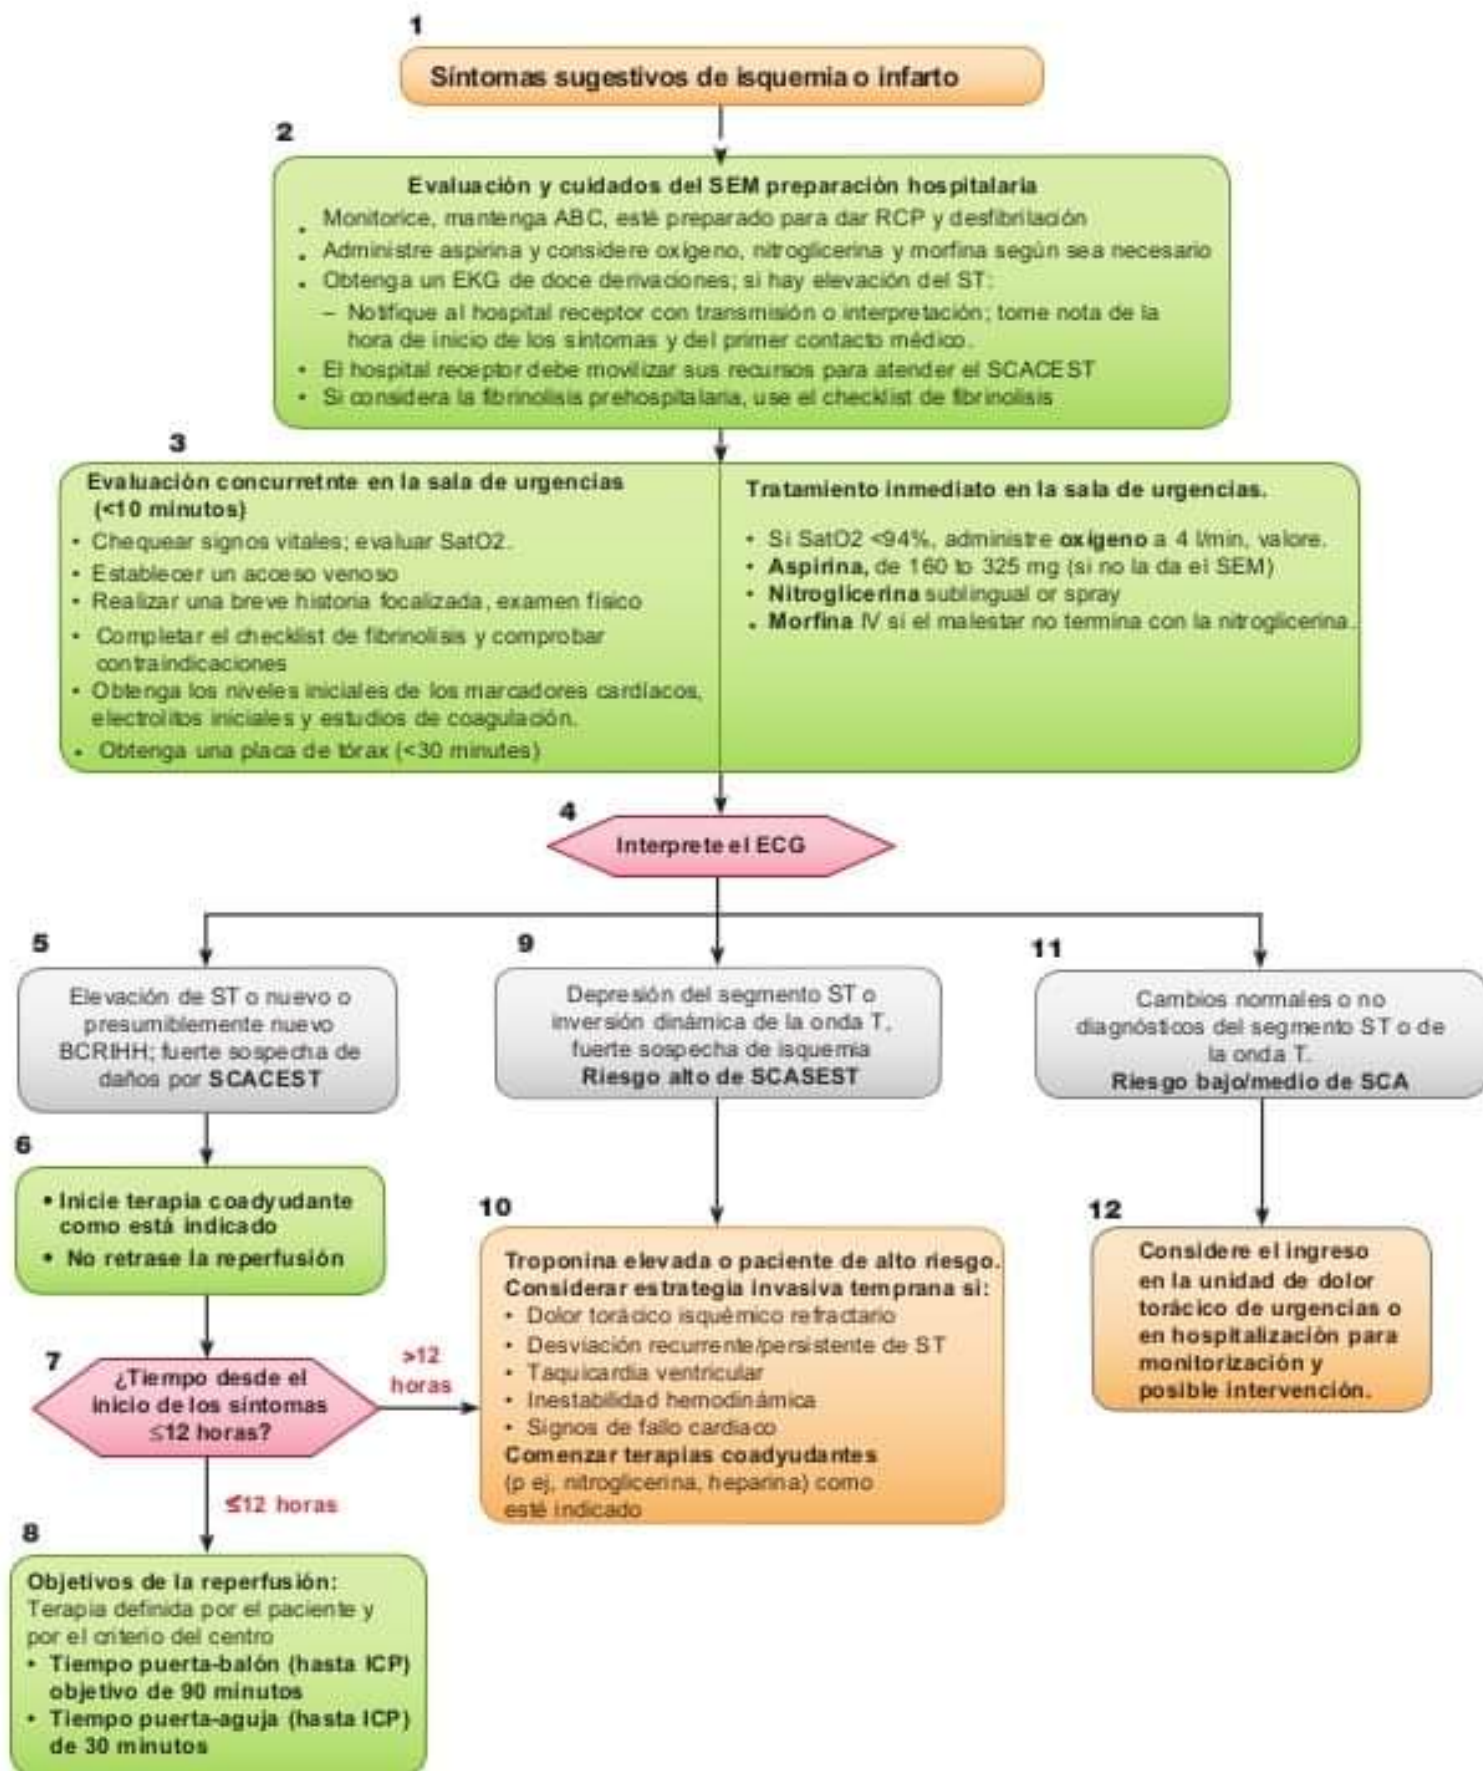 1
Síntomas sugestivos de isquemia o infarto
2
Evaluación y cuidados del SEM preparación hospitalaria
• Monitorice, mantenga ABC, esté preparado para dar RCP y desfibrilación
• Administre aspirina y considere oxígeno, nitroglicerina y morfina según sea necesario
• Obtenga un EKG de doce derivaciones; si hay elevación del ST:
– Notifique al hospital receptor con transmisión o interpretación; tome nota de la
hora de inicio de los síntomas y del primer contacto médico.
• El hospital receptor debe movilizar sus recursos para atender el SCACEST
• Si considera la fibrinolisis prehospitalaria, use el checklist de fibrinolisis
3
Evaluación concurretnte en la sala de urgencias
(<10 minutos)
• Chequear signos vitales; evaluar SatO2.
• Establecer un acceso venoso
• Realizar una breve historia focalizada, examen físico
• Completar el checklist de fibrinolisis y comprobar
contraindicaciones
• Obtenga los niveles iniciales de los marcadores cardíacos,
electrolitos iniciales y estudios de coagulación.
• Obtenga una placa de tórax (<30 minutes)
Tratamiento inmediato en la sala de urgencias.
• Si SatO2 <94%, administre oxígeno a 4 l/min, valore.
• Aspirina, de 160 to 325 mg (si no la da el SEM)
• Nitroglicerina sublingual or spray
• Morfina IV si el malestar no termina con la nitroglicerina.
4
Interprete el ECG
5
Elevación de ST o nuevo o
presumiblemente nuevo
BCRIHH; fuerte sospecha de
daños por SCACEST
6
• Inicie terapia coadyudante
como está indicado
• No retrase la reperfusión
7
¿Tiempo desde el
inicio de los síntomas
≤12 horas?
>12
horas
≤12 horas
8
Objetivos de la reperfusión:
Terapia definida por el paciente y
por el criterio del centro
• Tiempo puerta-balón (hasta ICP)
objetivo de 90 minutos
• Tiempo puerta-aguja (hasta ICP)
de 30 minutos
9
Depresión del segmento ST o
inversión dinámica de la onda T.
fuerte sospecha de isquemia
Riesgo alto de SCASEST
10
Troponina elevada o paciente de alto riesgo.
Considerar estrategia invasiva temprana si:
• Dolor torácico isquémico refractario
• Desviación recurrente/persistente de ST
• Taquicardia ventricular
• Inestabilidad hemodinámica
• Signos de fallo cardiaco
Comenzar terapias coadyudantes
(p ej, nitroglicerina, heparina) como
esté indicado
11
Cambios normales o no
diagnósticos del segmento ST o de
la onda T.
Riesgo bajo/medio de SCA
12
Considere el ingreso
en la unidad de dolor
torácico de urgencias o
en hospitalización para
monitorización y
posible intervención.